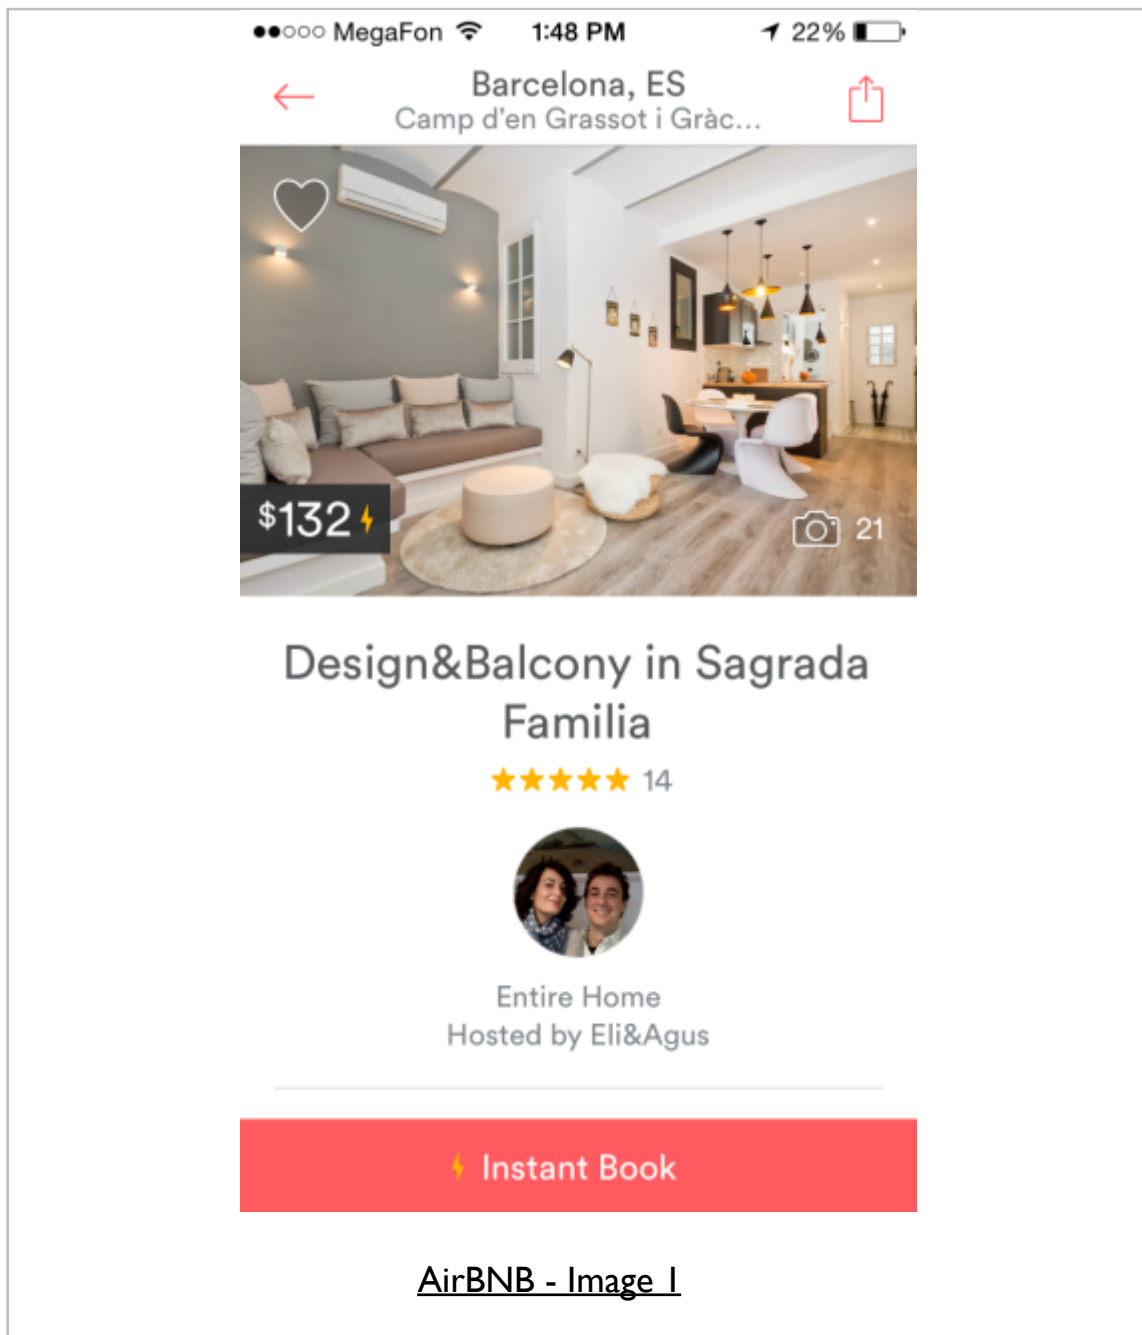 MegaFon 1:48 PM 22%
Barcelona, ES
Camp d'en Grassot i Gràc...
$132
21
Design&Balcony in Sagrada
Familia
14
Entire Home
Hosted by Eli&Agus
Instant Book
AirBNB - Image 1